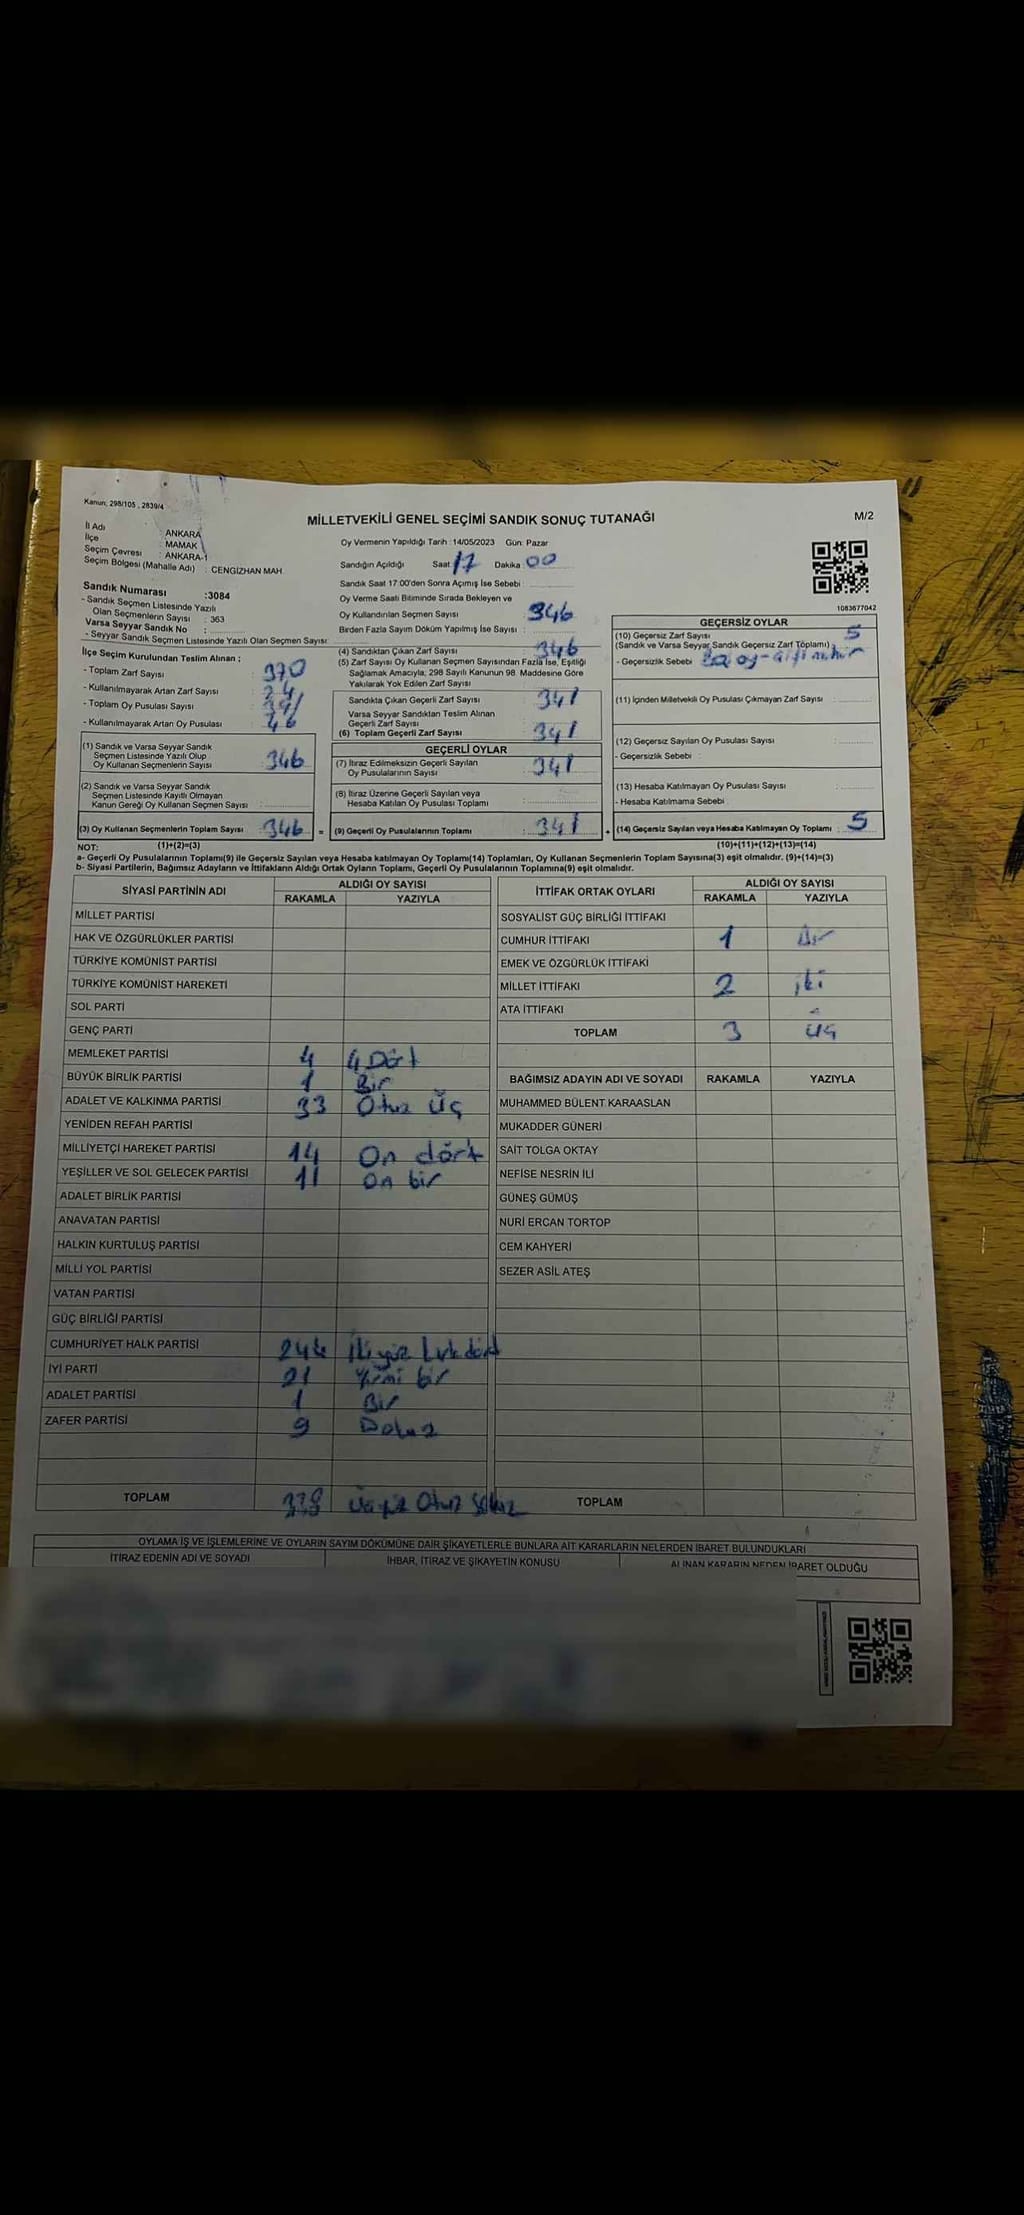 Kanun: 298/105 , 2839/4
MİLLETVEKİLİ GENEL SEÇİMİ SANDIK SONUÇ TUTANAĞI
M/2
İl Adı : ANKARA
İlçe : MAMAK
Seçim Çevresi : ANKARA-1
Seçim Bölgesi (Mahalle Adı) : CENGİZHAN MAH.
Sandık Numarası :3084
- Sandık Seçmen Listesinde Yazılı
Olan Seçmenlerin Sayısı : 363
Varsa Seyyar Sandık No :
- Seyyar Sandık Seçmen Listesinde Yazılı Olan Seçmen Sayısı:
Oy Vermenin Yapıldığı Tarih :14/05/2023 Gün: Pazar
Sandığın Açıldığı Saat 17 Dakika 00
Sandık Saat 17:00'den Sonra Açımış İse Sebebi :
Oy Verme Saati Bitiminde Sırada Bekleyen ve
Oy Kullandırılan Seçmen Sayısı : 346
Birden Fazla Sayım Döküm Yapılmış İse Sayısı :
1083677042
İlçe Seçim Kurulundan Teslim Alınan ;
- Toplam Zarf Sayısı : 370
- Kullanılmayarak Artan Zarf Sayısı : 24
- Toplam Oy Pusulası Sayısı :
- Kullanılmayarak Artan Oy Pusulası :
(1) Sandık ve Varsa Seyyar Sandık
Seçmen Listesinde Yazılı Olup
Oy Kullanan Seçmenlerin Sayısı : 346
(2) Sandık ve Varsa Seyyar Sandık
Seçmen Listesinde Kayıtlı Olmayan
Kanun Gereği Oy Kullanan Seçmen Sayısı :
(3) Oy Kullanan Seçmenlerin Toplam Sayısı : 346 =
(4) Sandıktan Çıkan Zarf Sayısı : 346
(5) Zarf Sayısı Oy Kullanan Seçmen Sayısından Fazla İse, Eşitliği
Sağlamak Amacıyla, 298 Sayılı Kanunun 98. Maddesine Göre
Yakılarak Yok Edilen Zarf Sayısı
Sandıkta Çıkan Geçerli Zarf Sayısı : 341
Varsa Seyyar Sandıktan Teslim Alınan
Geçerli Zarf Sayısı
(6) Toplam Geçerli Zarf Sayısı : 341
GEÇERLİ OYLAR
(7) İtiraz Edilmeksizin Geçerli Sayılan
Oy Pusulalarının Sayısı : 341
(8) İtiraz Üzerine Geçerli Sayılan veya
Hesaba Katılan Oy Pusulası Toplamı :
(9) Geçerli Oy Pusulalarının Toplamı : 341 +
GEÇERSİZ OYLAR
(10) Geçersiz Zarf Sayısı : 5
(Sandık ve Varsa Seyyar Sandık Geçersiz Zarf Toplamı)
- Geçersizlik Sebebi :
(11) İçinden Milletvekili Oy Pusulası Çıkmayan Zarf Sayısı :
(12) Geçersiz Sayılan Oy Pusulası Sayısı :
- Geçersizlik Sebebi :
(13) Hesaba Katılmayan Oy Pusulası Sayısı :
- Hesaba Katılmama Sebebi :
(14) Geçersiz Sayılan veya Hesaba Katılmayan Oy Toplamı : 5
NOT: (1)+(2)=(3) (10)+(11)+(12)+(13)=(14)
a- Geçerli Oy Pusulalarının Toplamı(9) ile Geçersiz Sayılan veya Hesaba katılmayan Oy Toplamı(14) Toplamları, Oy Kullanan Seçmenlerin Toplam Sayısına(3) eşit olmalıdır. (9)+(14)=(3)
b- Siyasi Partilerin, Bağımsız Adayların ve İttifakların Aldığı Ortak Oyların Toplamı, Geçerli Oy Pusulalarının Toplamına(9) eşit olmalıdır.
SİYASİ PARTİNİN ADI ALDIĞI OY SAYISI
RAKAMLA YAZIYLA
MİLLET PARTİSİ
HAK VE ÖZGÜRLÜKLER PARTİSİ
TÜRKİYE KOMÜNİST PARTİSİ
TÜRKİYE KOMÜNİST HAREKETİ
SOL PARTİ
GENÇ PARTİ
MEMLEKET PARTİSİ 4 4 Dört
BÜYÜK BİRLİK PARTİSİ 1 Bir
ADALET VE KALKINMA PARTİSİ 33 Otuz Üç
YENİDEN REFAH PARTİSİ
MİLLİYETÇİ HAREKET PARTİSİ 14 On dört
YEŞİLLER VE SOL GELECEK PARTİSİ 11 On bir
ADALET BİRLİK PARTİSİ
ANAVATAN PARTİSİ
HALKIN KURTULUŞ PARTİSİ
MİLLİ YOL PARTİSİ
VATAN PARTİSİ
GÜÇ BİRLİĞİ PARTİSİ
CUMHURİYET HALK PARTİSİ 244 İkiyüz kırk dört
İYİ PARTİ 21 Yirmi bir
ADALET PARTİSİ 1 Bir
ZAFER PARTİSİ 9 Dokuz
TOPLAM 338 Üçyüz Otuz Sekiz
İTTİFAK ORTAK OYLARI ALDIĞI OY SAYISI
RAKAMLA YAZIYLA
SOSYALİST GÜÇ BİRLİĞİ İTTİFAKI
CUMHUR İTTİFAKI 1 Bir
EMEK VE ÖZGÜRLÜK İTTİFAKI
MİLLET İTTİFAKI 2 iki
ATA İTTİFAKI
TOPLAM 3 üç
BAĞIMSIZ ADAYIN ADI VE SOYADI RAKAMLA YAZIYLA
MUHAMMED BÜLENT KARAASLAN
MUKADDER GÜNERİ
SAİT TOLGA OKTAY
NEFİSE NESRİN İLİ
GÜNEŞ GÜMÜŞ
NURİ ERCAN TORTOP
CEM KAHYERİ
SEZER ASİL ATEŞ
TOPLAM
OYLAMA İŞ VE İŞLEMLERİNE VE OYLARIN SAYIM DÖKÜMÜNE DAİR ŞİKAYETLERLE BUNLARA AİT KARARLARIN NELERDEN İBARET BULUNDUKLARI
İTİRAZ EDENİN ADI VE SOYADI İHBAR, İTİRAZ VE ŞİKAYETİN KONUSU ALINAN KARARIN NEDEN İBARET OLDUĞU